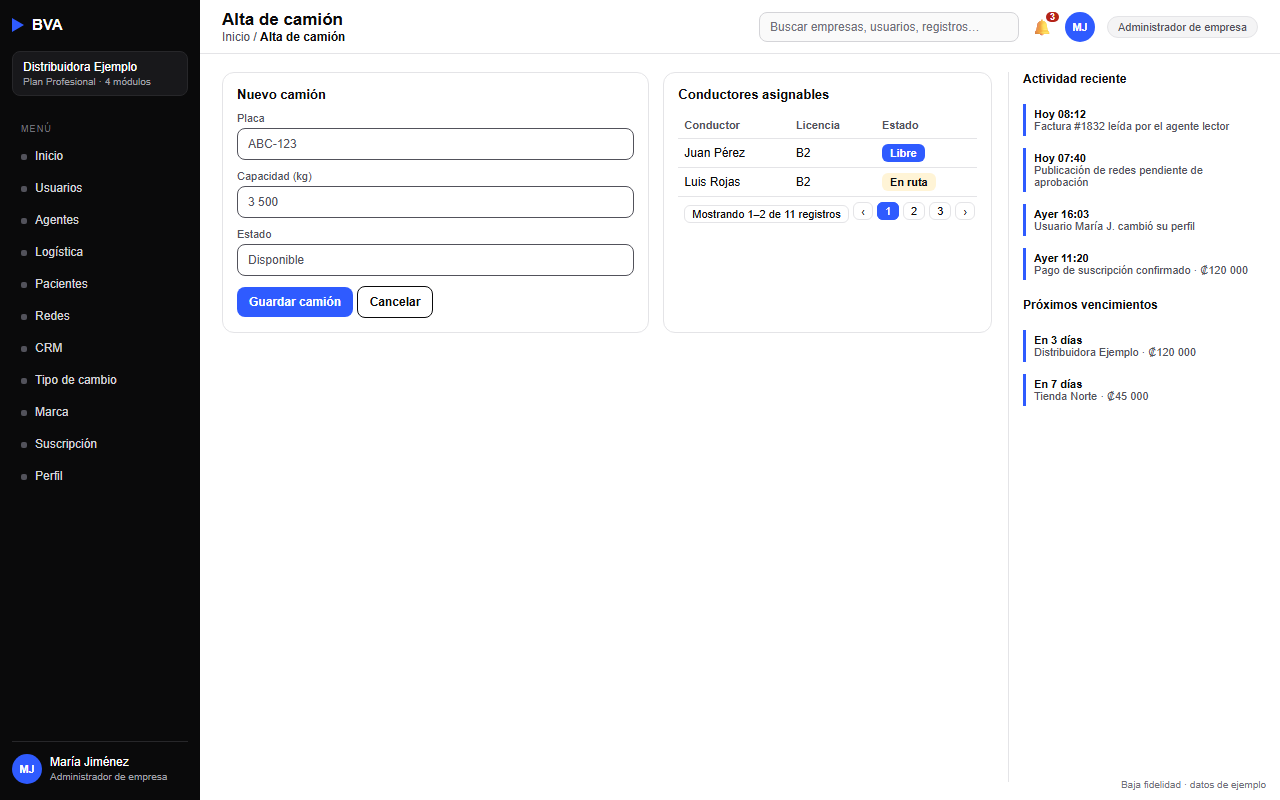 BVA
Distribuidora Ejemplo
Plan Profesional · 4 módulos
MENÚ
Inicio
Usuarios
Agentes
Logística
Pacientes
Redes
CRM
Tipo de cambio
Marca
Suscripción
Perfil
MJ
María Jiménez
Administrador de empresa
Alta de camión
Inicio / Alta de camión
Buscar empresas, usuarios, registros…
3
MJ
Administrador de empresa
Nuevo camión
Placa
ABC-123
Capacidad (kg)
3 500
Estado
Disponible
Guardar camión
Cancelar
Conductores asignables
Conductor Licencia Estado
Juan Pérez B2 Libre
Luis Rojas B2 En ruta
Mostrando 1–2 de 11 registros ‹ 1 2 3 ›
Actividad reciente
Hoy 08:12
Factura #1832 leída por el agente lector
Hoy 07:40
Publicación de redes pendiente de
aprobación
Ayer 16:03
Usuario María J. cambió su perfil
Ayer 11:20
Pago de suscripción confirmado · ₡120 000
Próximos vencimientos
En 3 días
Distribuidora Ejemplo · ₡120 000
En 7 días
Tienda Norte · ₡45 000
Baja fidelidad · datos de ejemplo